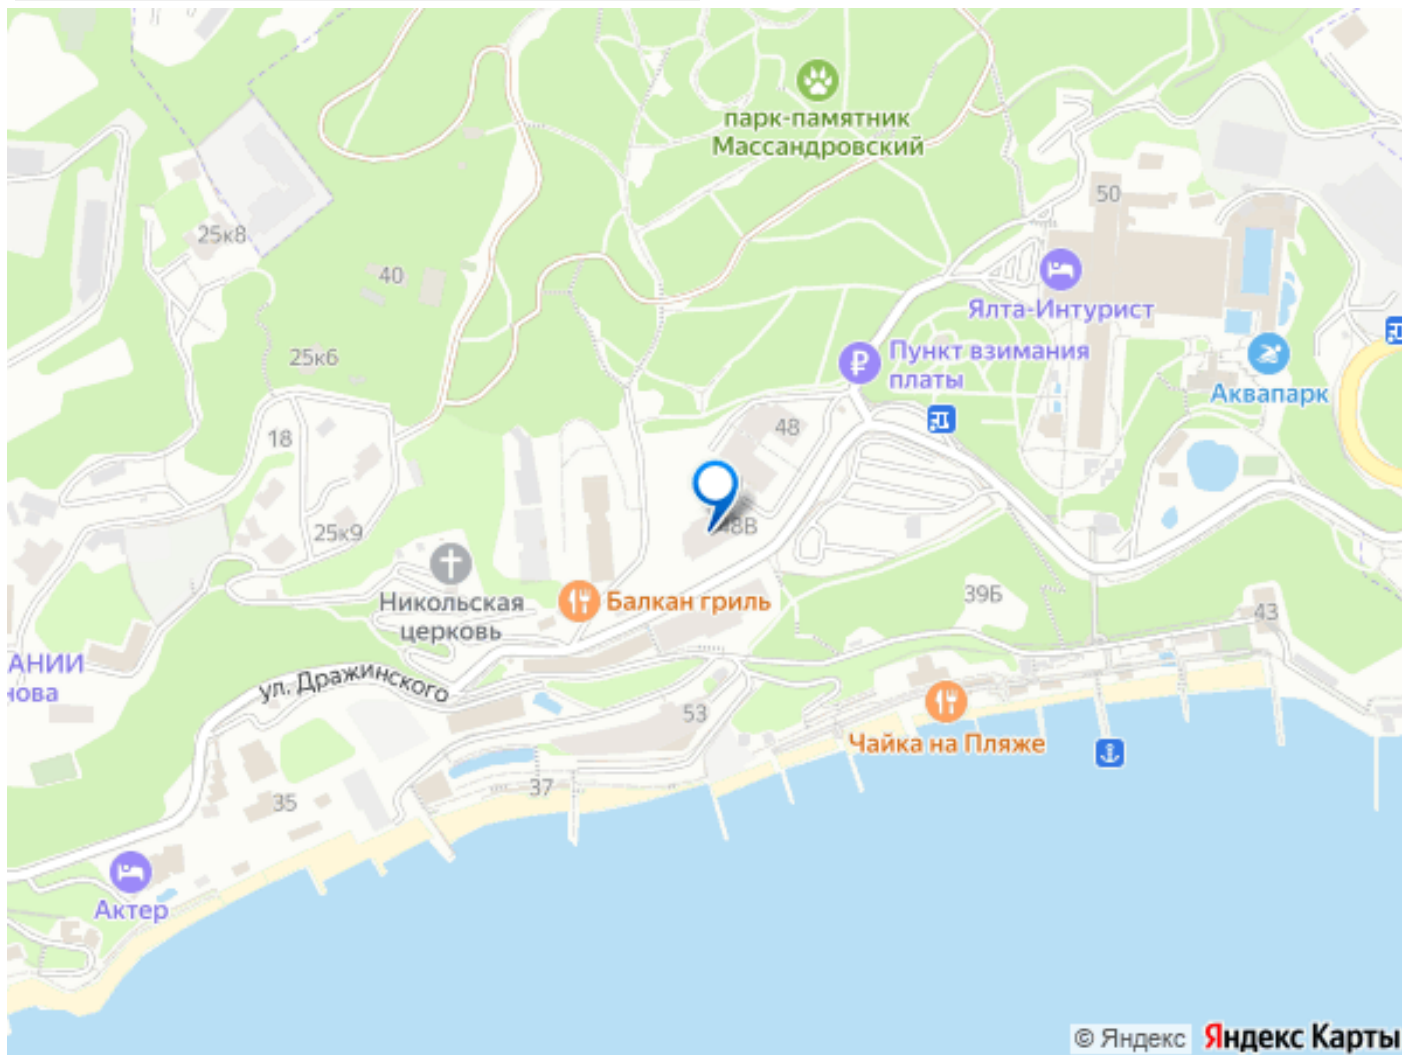 парк-памятник
Массандровский
50
25к8
40
Ялта-Интурист
25к6
Пункт взимания
платы
Аквапарк
18
48
25к9
48В
Никольская
церковь
Балкан гриль
39Б
43
АНИИ
нова
ул. Дражинского
53
Чайка на Пляже
37
35
Актер
© Яндекс Яндекс Карты